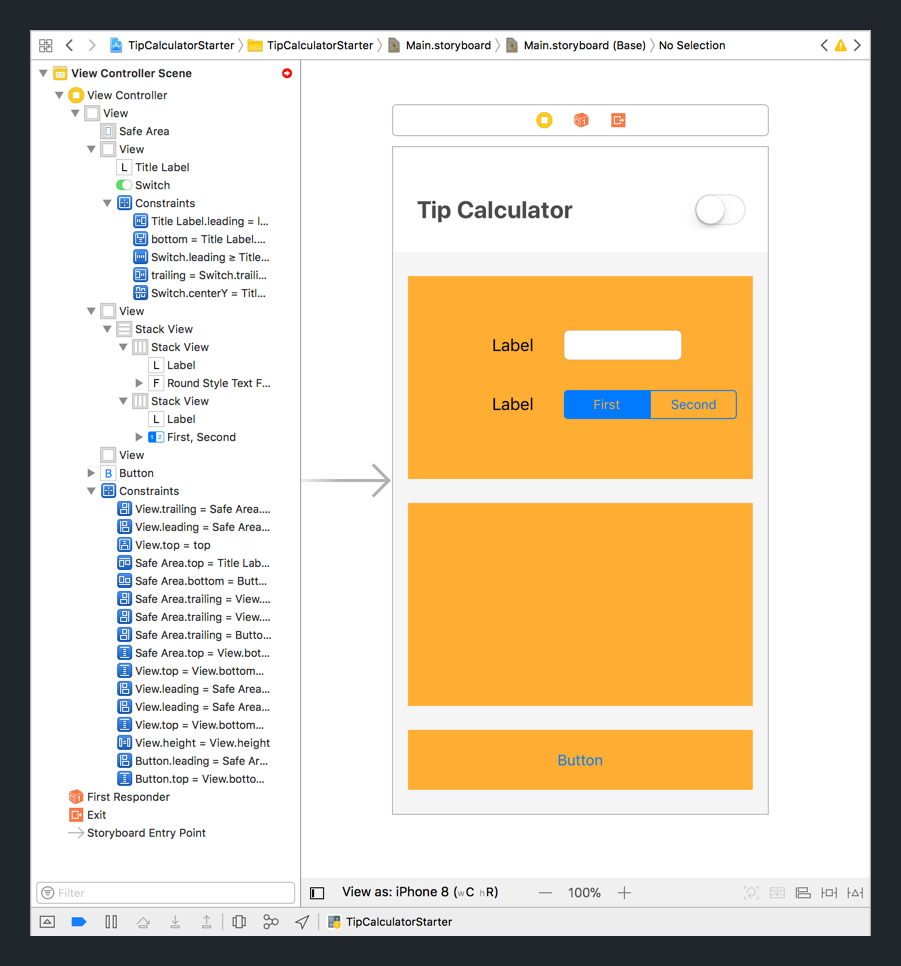 TipCalculatorStarter TipCalculatorStarter Main.storyboard Main.storyboard (Base) No Selection
View Controller Scene
View Controller
View
Safe Area
View
L Title Label
Switch
Constraints
Title Label.leading = l...
bottom = Title Label....
Switch.leading ≥ Title...
trailing = Switch.traili...
Switch.centerY = Titl...
View
Stack View
Stack View
L Label
F Round Style Text F...
Stack View
L Label
1 2 First, Second
View
B Button
Constraints
View.trailing = Safe Area....
View.leading = Safe Area...
View.top = top
Safe Area.top = Title Lab...
Safe Area.bottom = Butt...
Safe Area.trailing = View....
Safe Area.trailing = View....
Safe Area.trailing = Butto...
Safe Area.top = View.bot...
View.top = View.bottom...
View.leading = Safe Area...
View.leading = Safe Area...
View.top = View.bottom...
View.height = View.height
Button.leading = Safe Ar...
Button.top = View.botto...
First Responder
Exit
Storyboard Entry Point
Filter
Tip Calculator
Label
Label First Second
Button
View as: iPhone 8 (wC hR) — 100% +
TipCalculatorStarter